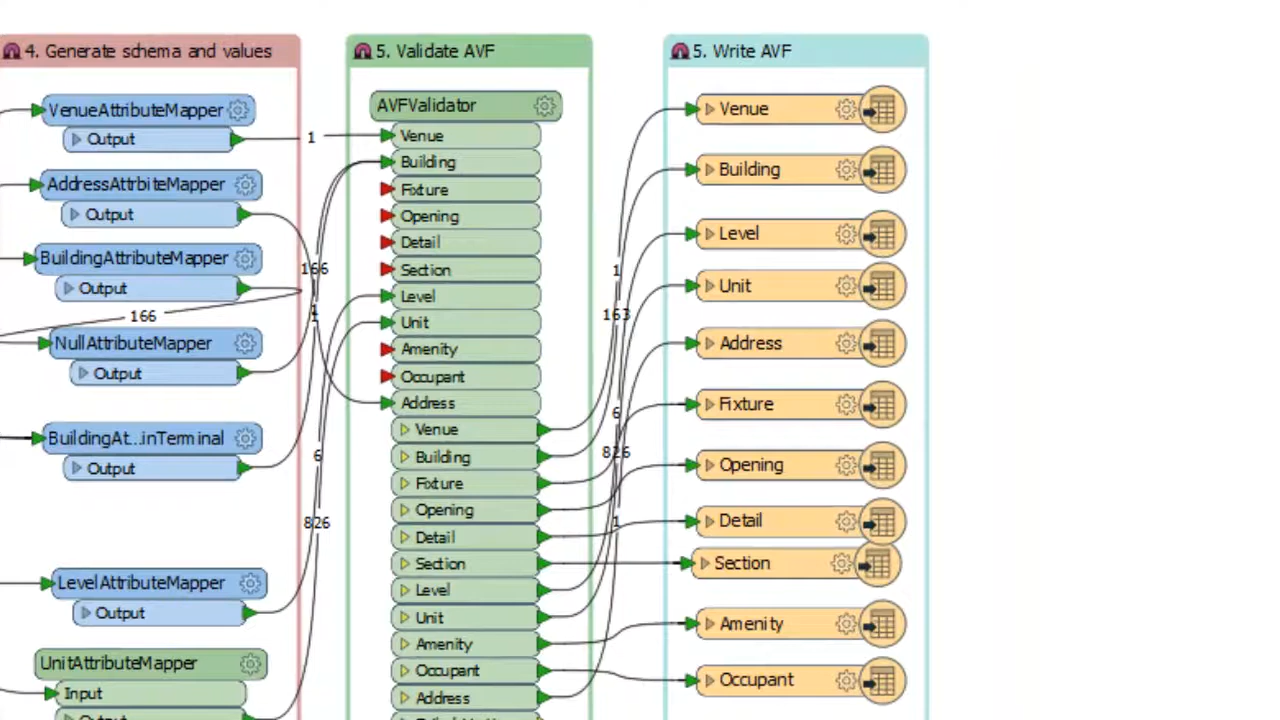 4. Generate schema and values
VenueAttributeMapper
Output
AddressAttrbiteMapper
Output
BuildingAttributeMapper
Output
166
NullAttributeMapper
Output
BuildingAt...inTerminal
Output
LevelAttributeMapper
Output
UnitAttributeMapper
Input
Output
1
166
1
6
826
5. Validate AVF
AVFValidator
Venue
Building
Fixture
Opening
Detail
Section
Level
Unit
Amenity
Occupant
Address
Venue
Building
Fixture
Opening
Detail
Section
Level
Unit
Amenity
Occupant
Address
1
163
6
826
1
5. Write AVF
Venue
Building
Level
Unit
Address
Fixture
Opening
Detail
Section
Amenity
Occupant